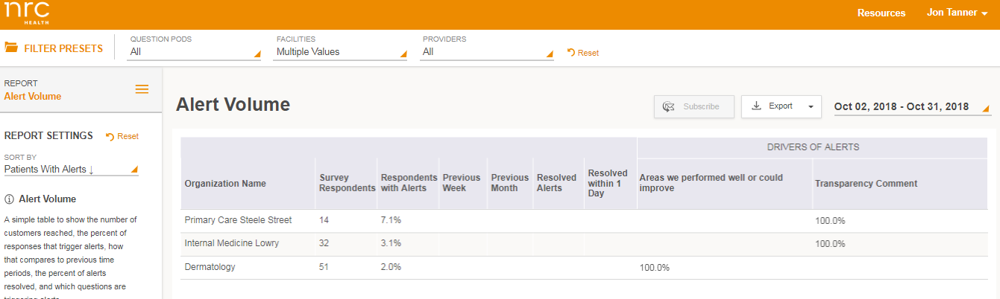 nrc
HEALTH
Resources
Jon Tanner
FILTER PRESETS
QUESTION PODS
All
FACILITIES
Multiple Values
PROVIDERS
All
Reset
REPORT
Alert Volume
REPORT SETTINGS
Reset
SORT BY
Patients With Alerts ↓
Alert Volume
A simple table to show the number of
customers reached, the percent of
responses that trigger alerts, how
that compares to previous time
periods, the percent of alerts
resolved, and which questions are
triggering alerts
Alert Volume
Subscribe
Export
Oct 02, 2018 - Oct 31, 2018
DRIVERS OF ALERTS
Organization Name
Survey
Respondents
Respondents
with Alerts
Previous
Week
Previous
Month
Resolved
Alerts
Resolved
within 1
Day
Areas we performed well or could
improve
Transparency Comment
Primary Care Steele Street 14 7.1% 100.0%
Internal Medicine Lowry 32 3.1% 100.0%
Dermatology 51 2.0% 100.0%